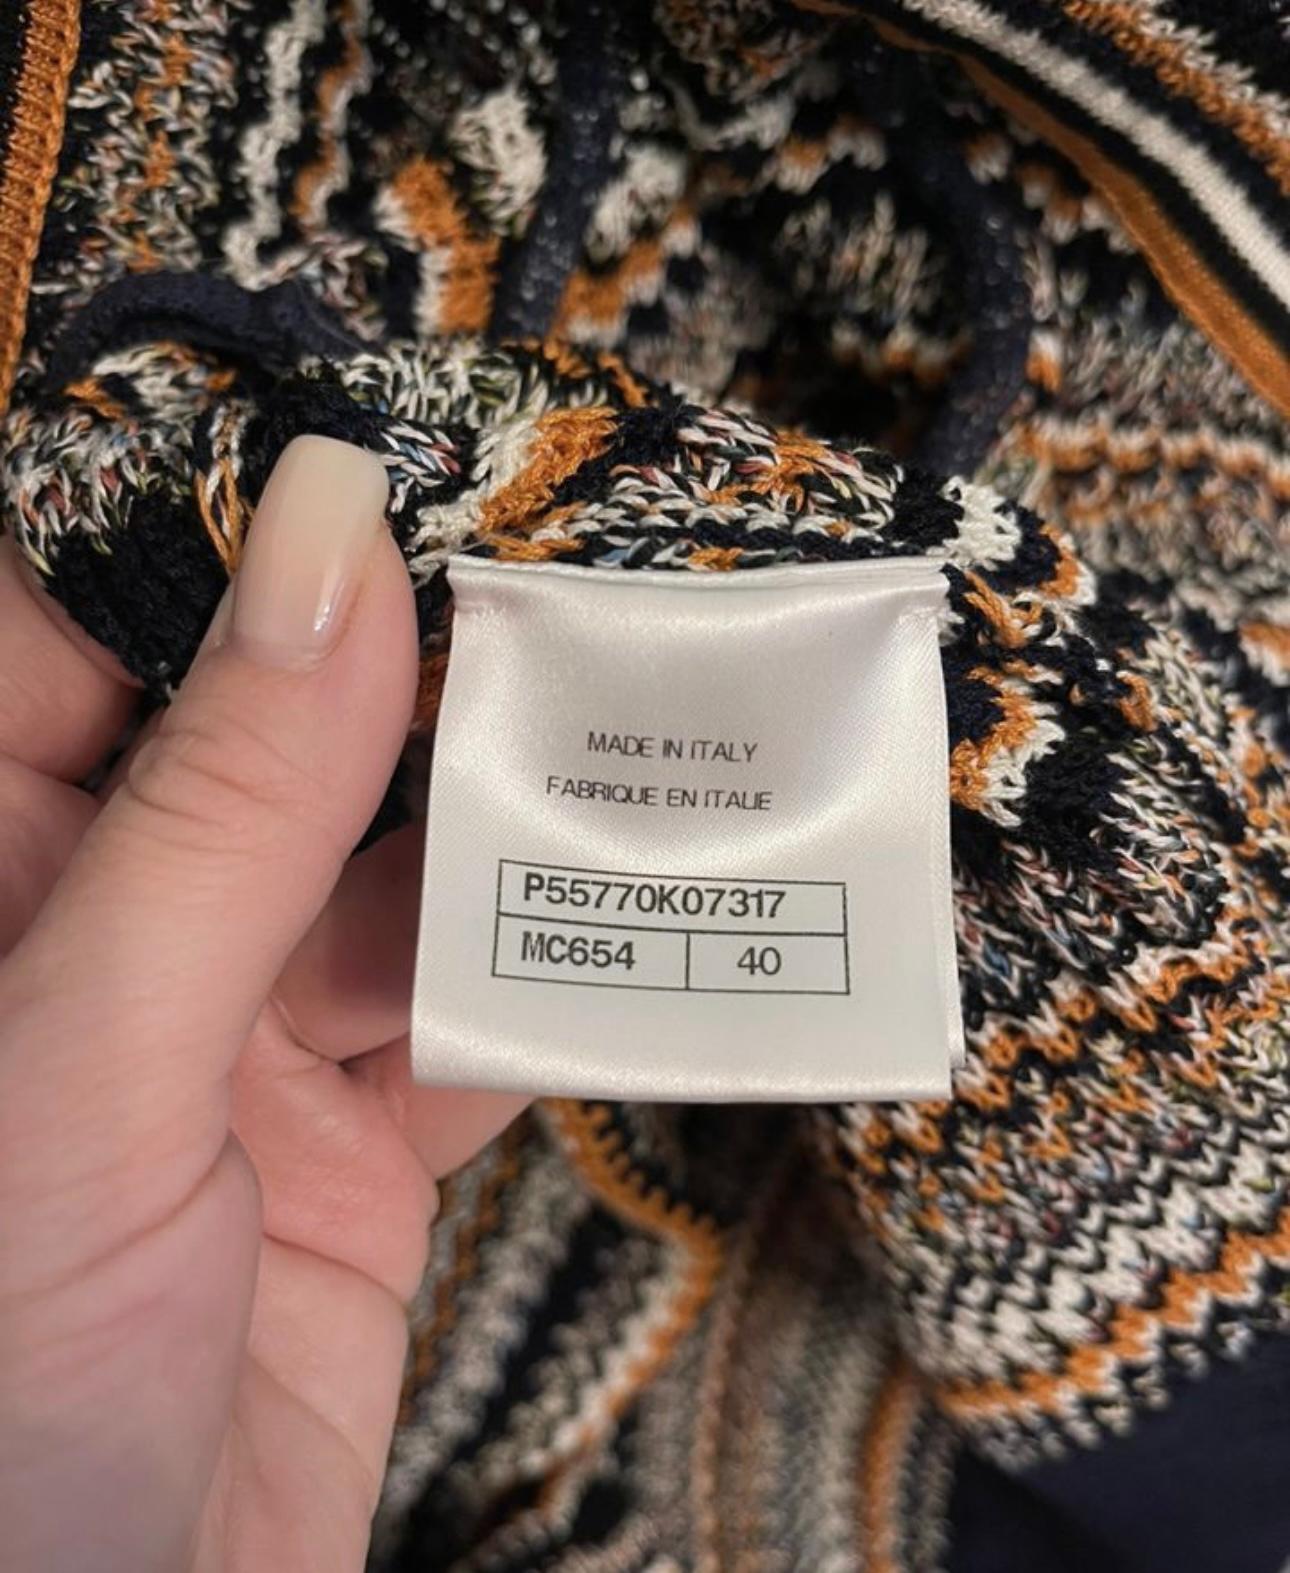 MADE IN ITALY
FABRIQUE EN ITALIE
P55770K07317
MC654 40